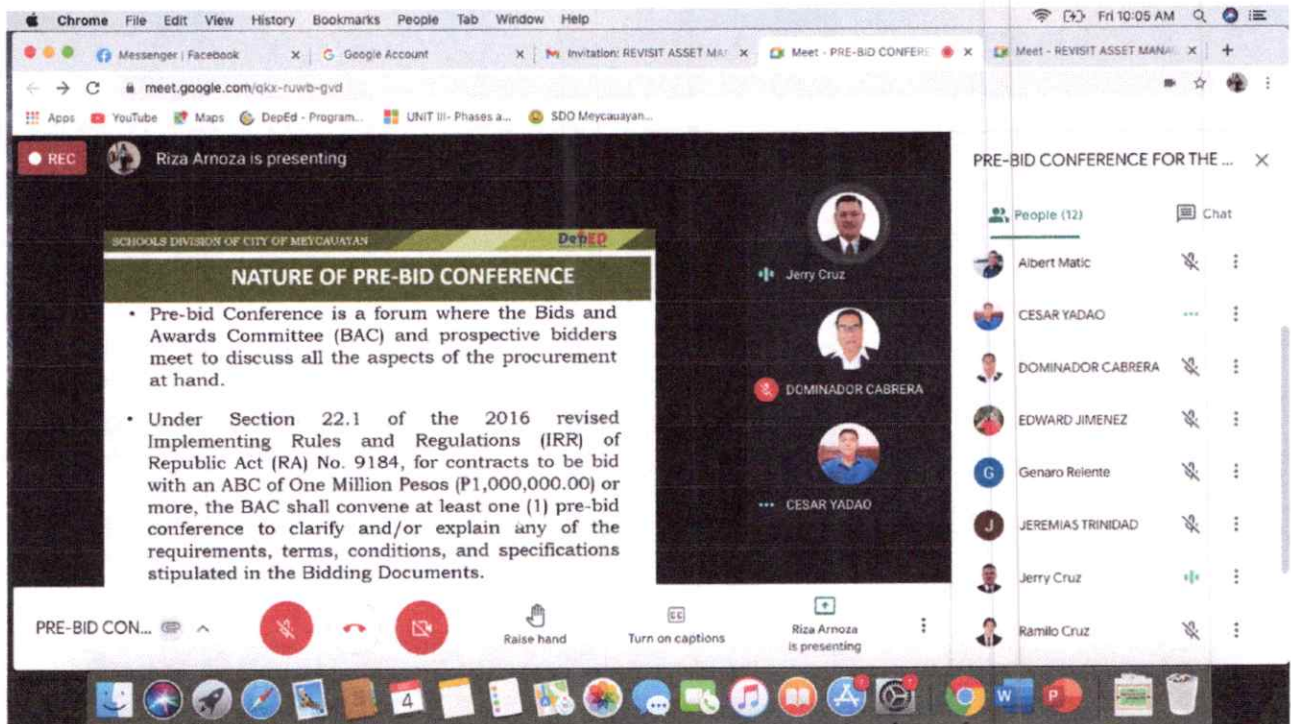 Chrome File Edit View History Bookmarks People Tab Window Help Fri 10:05 AM
Messenger | Facebook Google Account Invitation: REVISIT ASSET MA Meet - PRE-BID CONFERE Meet - REVISIT ASSET MANA
meet.google.com/qkx-ruwb-gvd
Apps YouTube Maps DepEd - Program... UNIT III- Phases a... SDO Meycauayan...
REC Riza Arnoza is presenting
SCHOOLS DIVISION OF CITY OF MEYCAUAYAN DepED
NATURE OF PRE-BID CONFERENCE
• Pre-bid Conference is a forum where the Bids and
Awards Committee (BAC) and prospective bidders
meet to discuss all the aspects of the procurement
at hand.
• Under Section 22.1 of the 2016 revised
Implementing Rules and Regulations (IRR) of
Republic Act (RA) No. 9184, for contracts to be bid
with an ABC of One Million Pesos (₱1,000,000.00) or
more, the BAC shall convene at least one (1) pre-bid
conference to clarify and/or explain any of the
requirements, terms, conditions, and specifications
stipulated in the Bidding Documents.
Jerry Cruz
DOMINADOR CABRERA
CESAR YADAO
PRE-BID CONFERENCE FOR THE ...
People (12) Chat
Albert Matic
CESAR YADAO
DOMINADOR CABRERA
EDWARD JIMENEZ
G Genaro Relente
J JEREMIAS TRINIDAD
Jerry Cruz
Ramilo Cruz
PRE-BID CON...
Raise hand
Turn on captions
Riza Arnoza
is presenting
4
W P